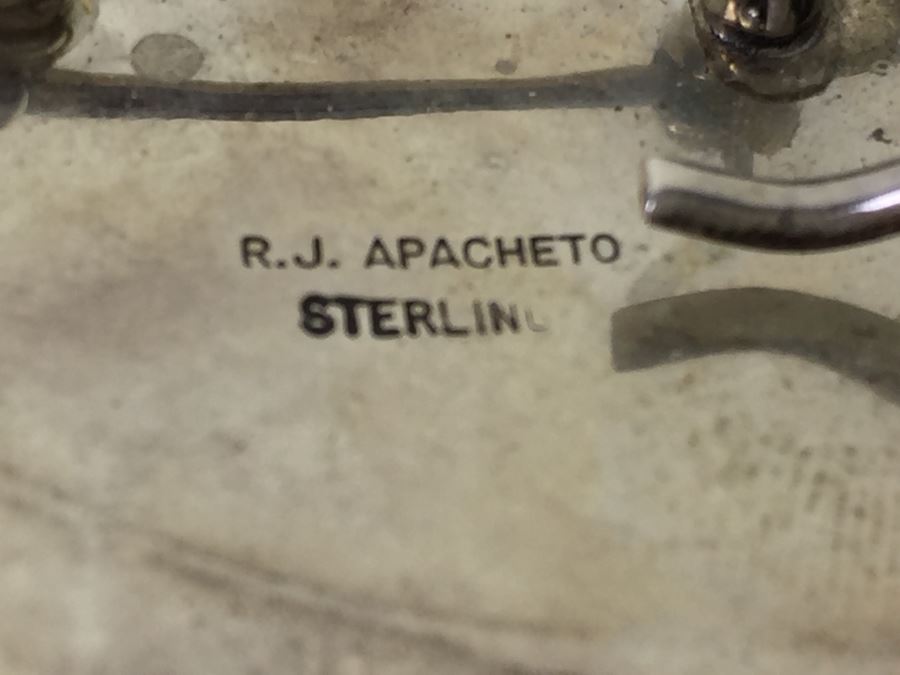 R.J. APACHETO
STERLING